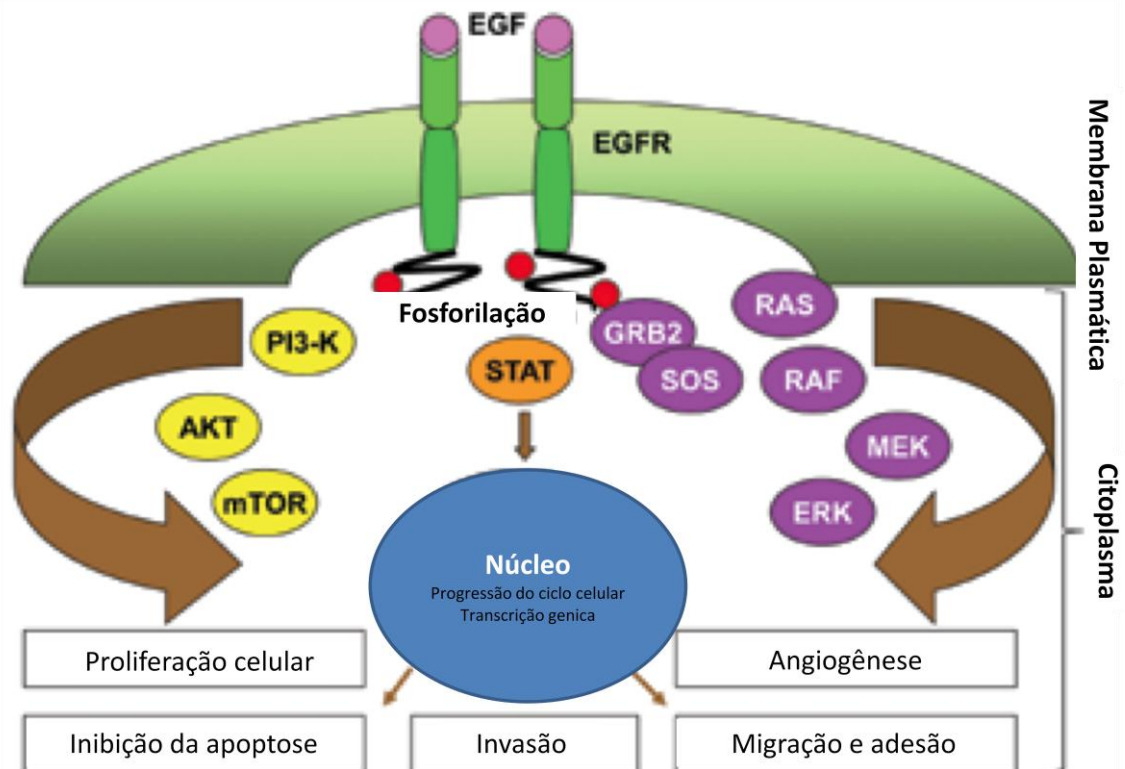 EGF
EGFR
Membrana Plasmática
Fosforilação
PI3-K
AKT
mTOR
STAT
GRB2
SOS
RAS
RAF
MEK
ERK
Citoplasma
Núcleo
Progressão do ciclo celular
Transcrição genica
Proliferação celular
Angiogênese
Inibição da apoptose
Invasão
Migração e adesão